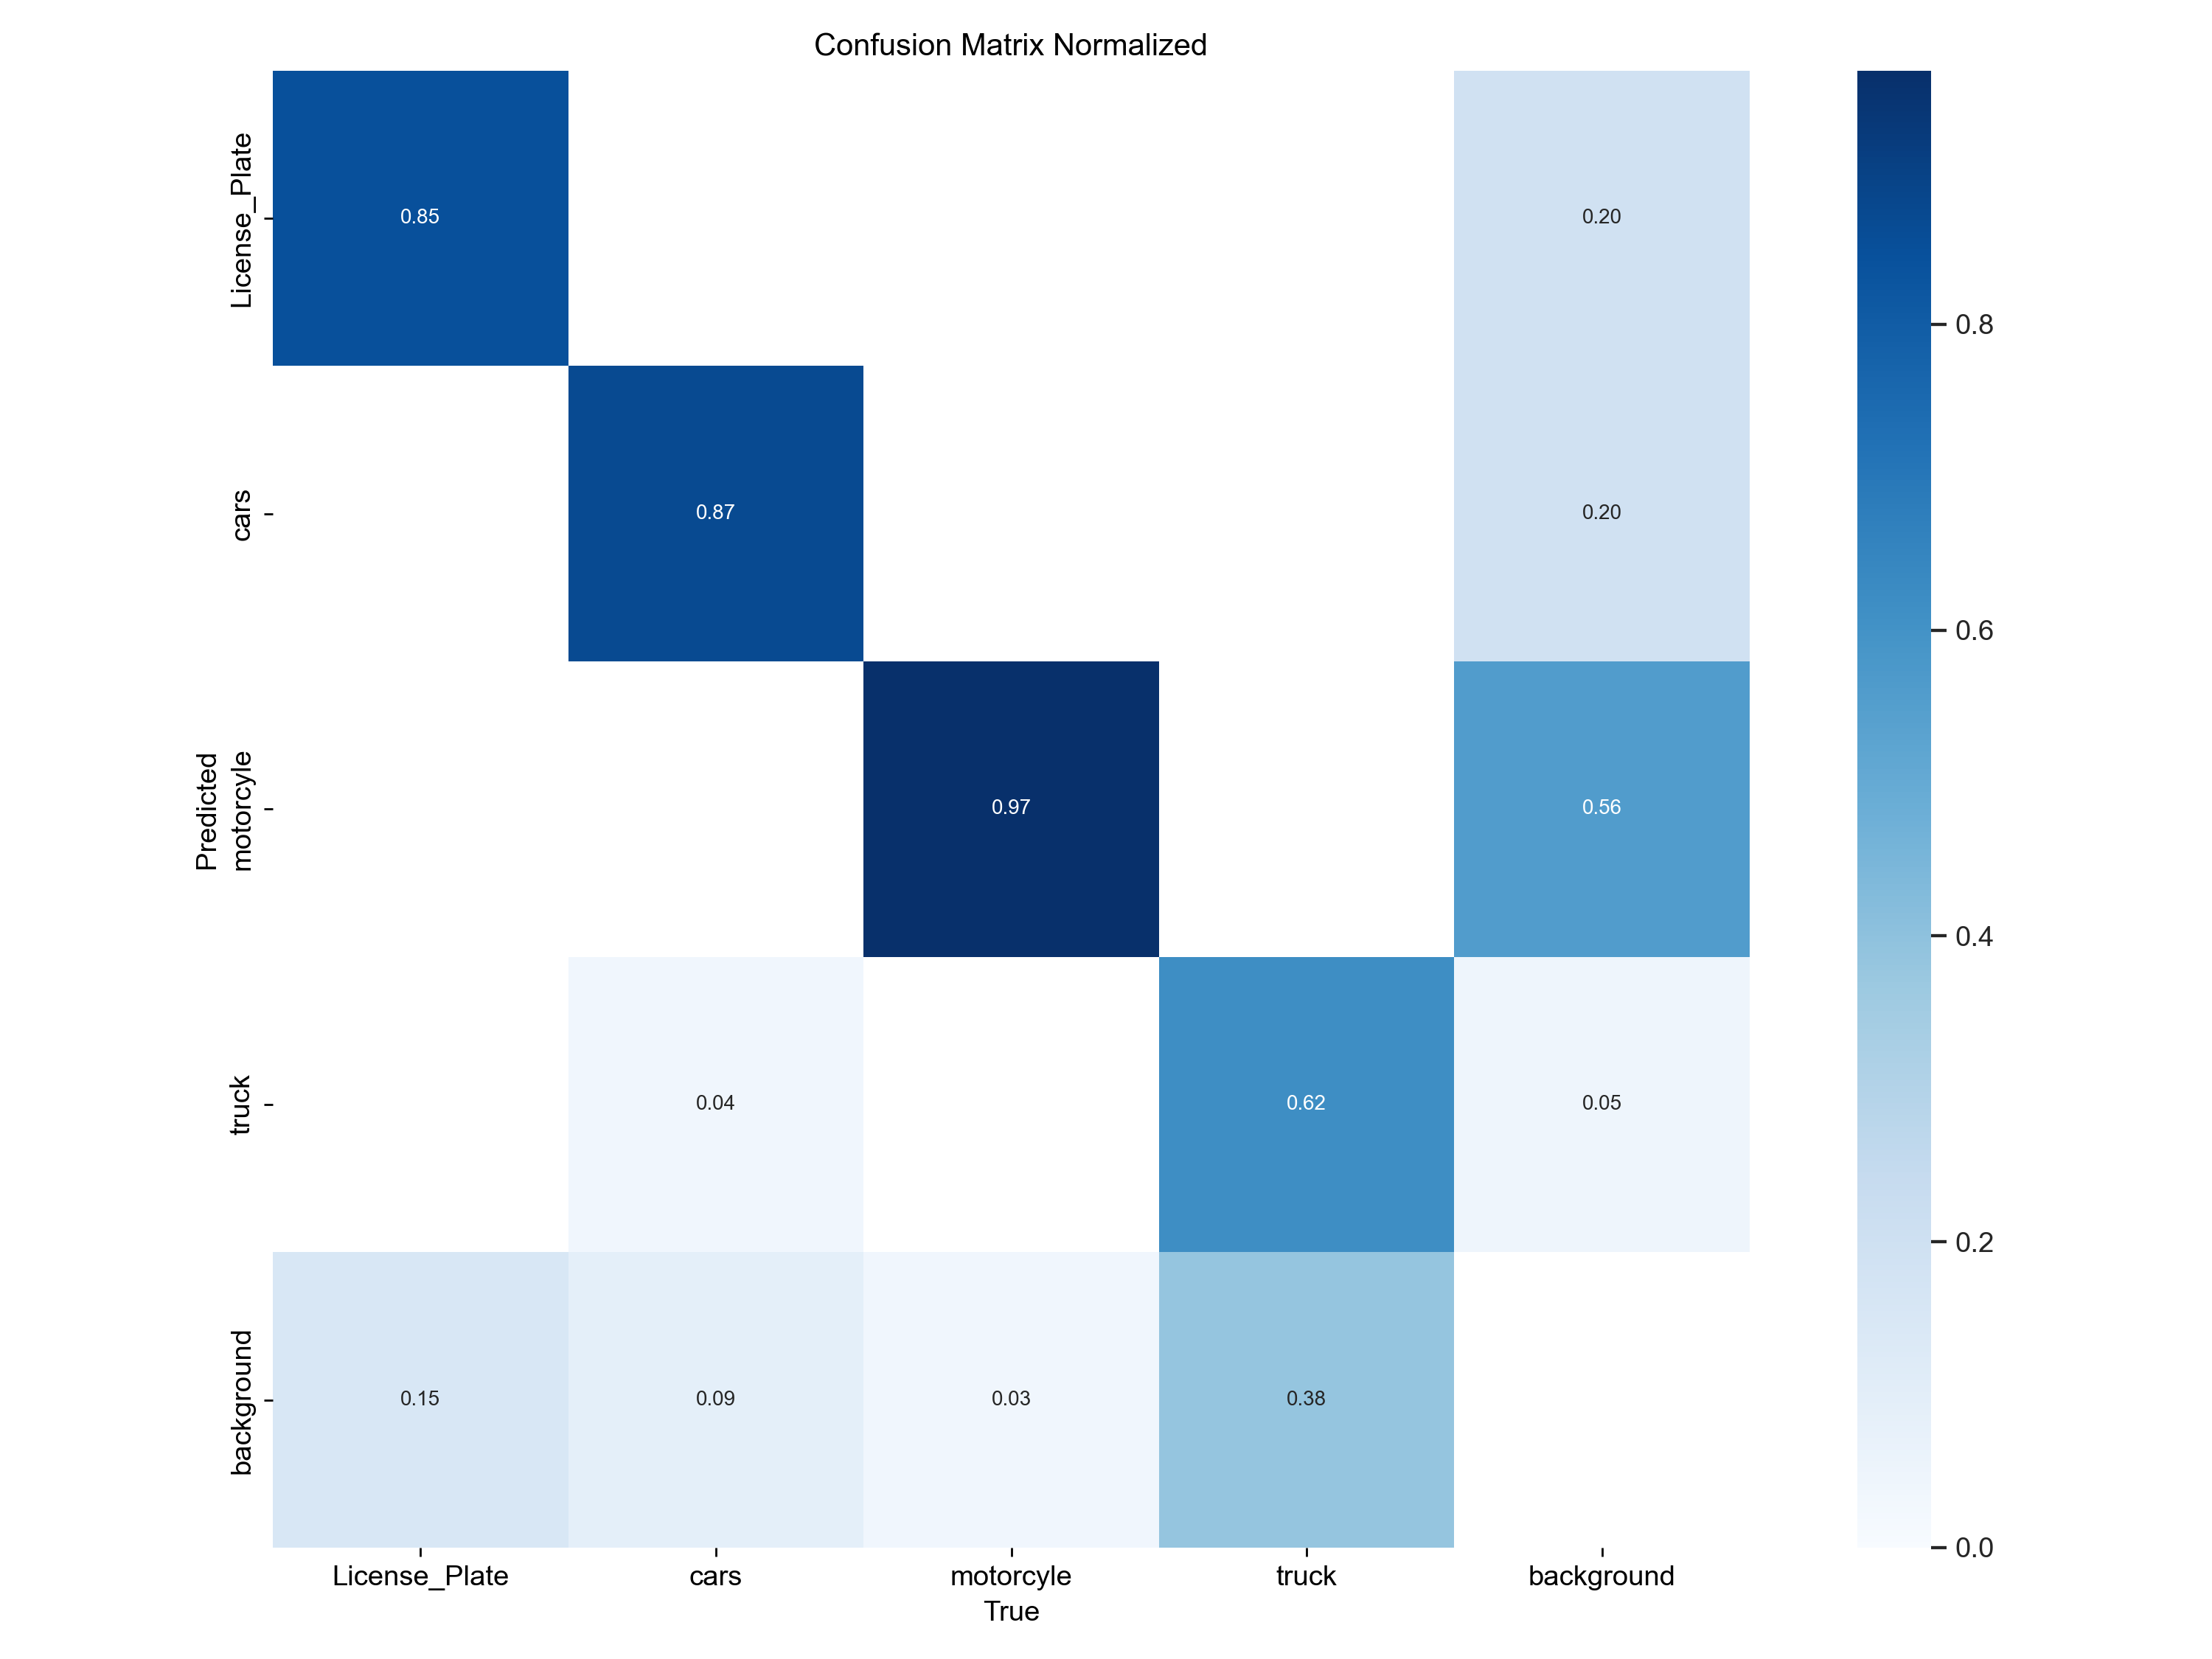 Confusion Matrix Normalized
License_Plate
0.85
0.20
0.8
cars
0.87
0.20
0.6
Predicted
motorcyle
0.97
0.56
0.4
truck
0.04
0.62
0.05
0.2
background
0.15
0.09
0.03
0.38
0.0
License_Plate
cars
motorcyle
truck
background
True